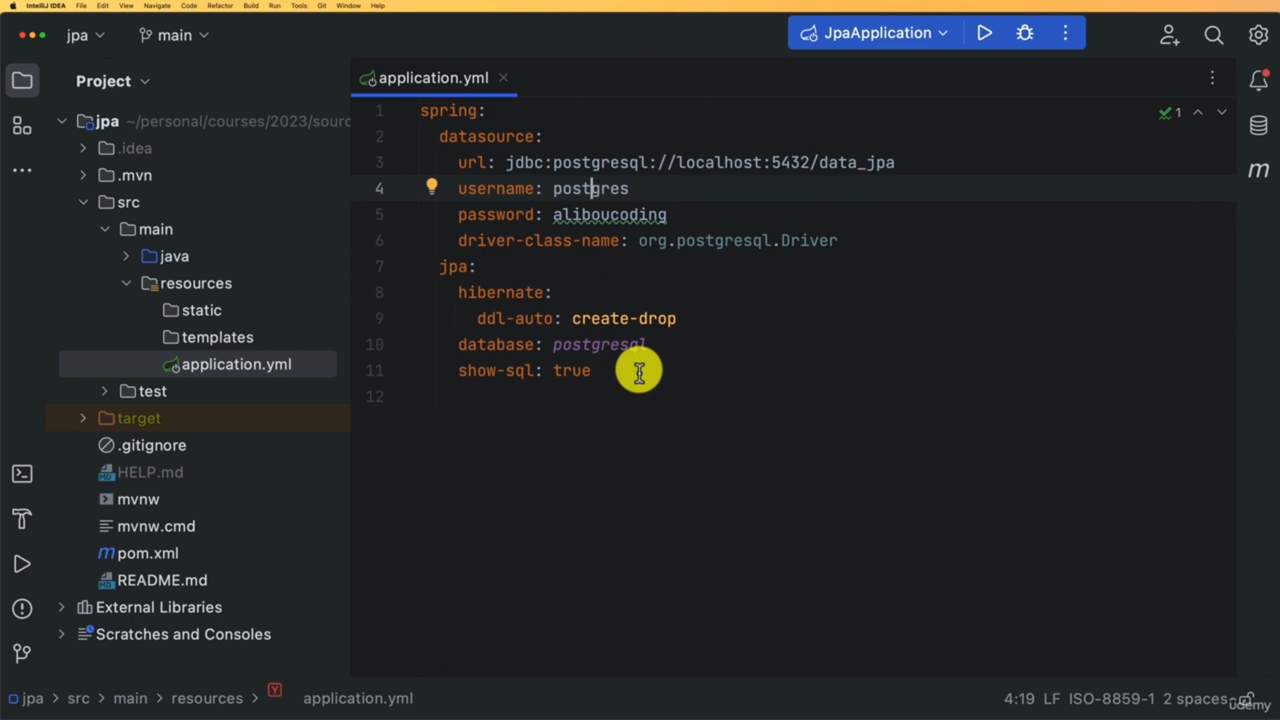 IntelliJ IDEA File Edit View Navigate Code Refactor Build Run Tools Git Window Help
jpa main JpaApplication
Project
application.yml
jpa ~/personal/courses/2023/sourc
.idea
.mvn
src
main
java
resources
static
templates
application.yml
test
target
.gitignore
HELP.md
mvnw
mvnw.cmd
pom.xml
README.md
External Libraries
Scratches and Consoles
1 spring:
2 datasource:
3 url: jdbc:postgresql://localhost:5432/data_jpa
4 username: postgres
5 password: aliboucoding
6 driver-class-name: org.postgresql.Driver
7 jpa:
8 hibernate:
9 ddl-auto: create-drop
10 database: postgresql
11 show-sql: true
12
1
m
jpa > src > main > resources > application.yml
4:19 LF ISO-8859-1 2 spaces
udemy